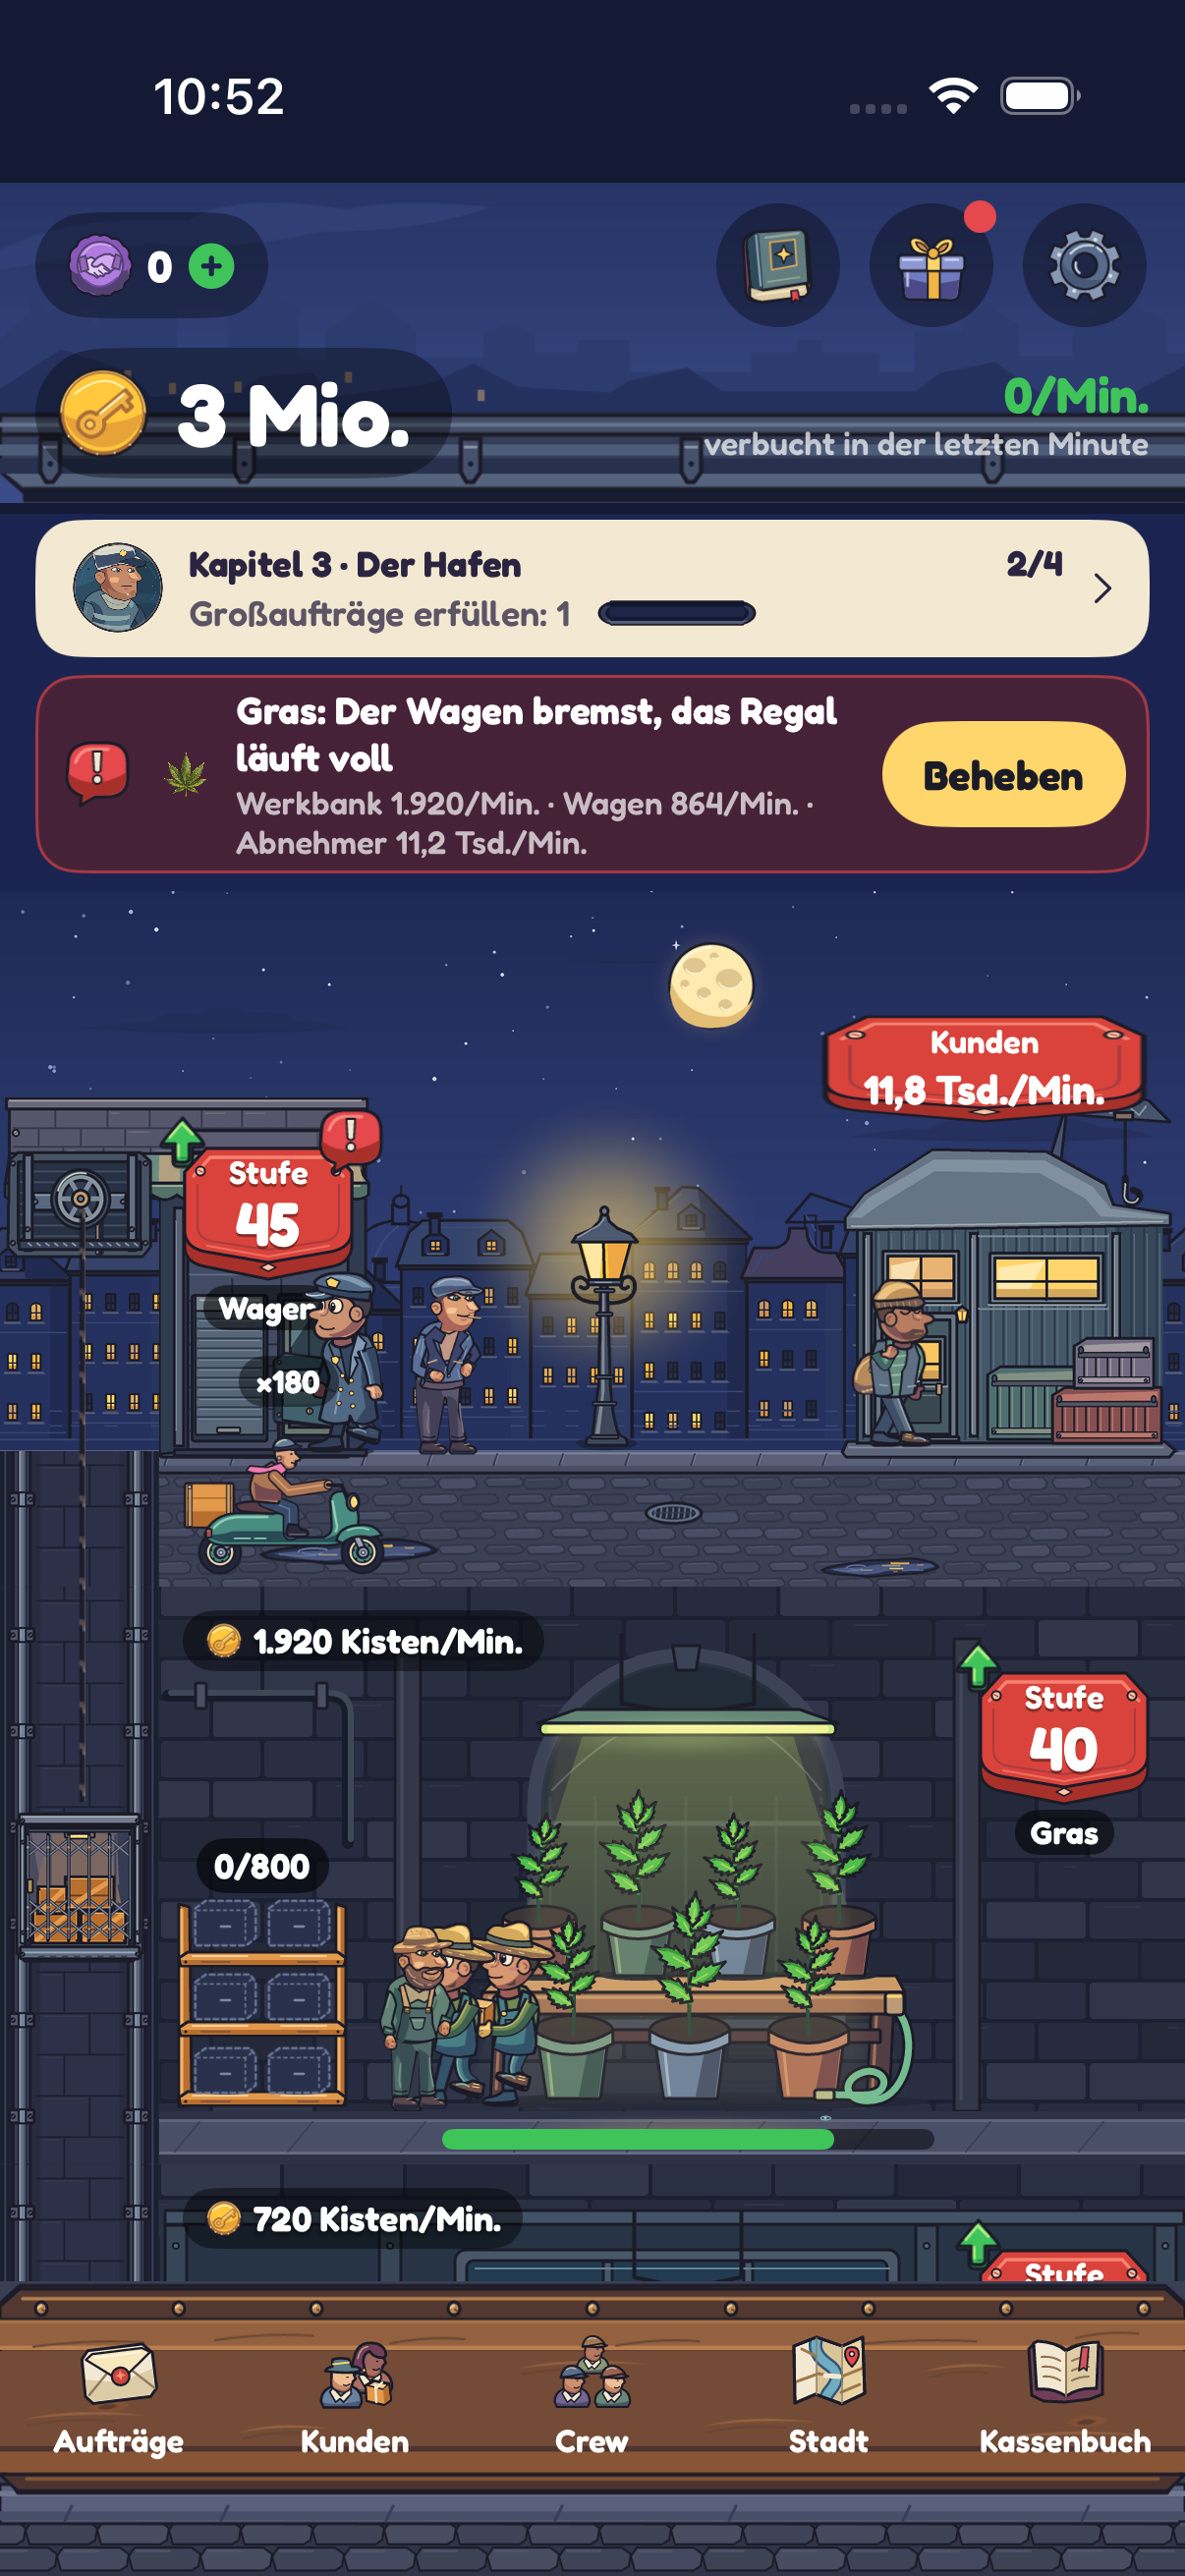 10:52
0
3 Mio.
0/Min.
verbucht in der letzten Minute
Kapitel 3 · Der Hafen
2/4
Großaufträge erfüllen: 1
Gras: Der Wagen bremst, das Regal
läuft voll
Werkbank 1.920/Min. · Wagen 864/Min. ·
Abnehmer 11,2 Tsd./Min.
Beheben
Kunden
11,8 Tsd./Min.
Stufe
45
×180
1.920 Kisten/Min.
Stufe
40
Gras
0/800
720 Kisten/Min.
Stufe
Aufträge
Kunden
Crew
Stadt
Kassenbuch